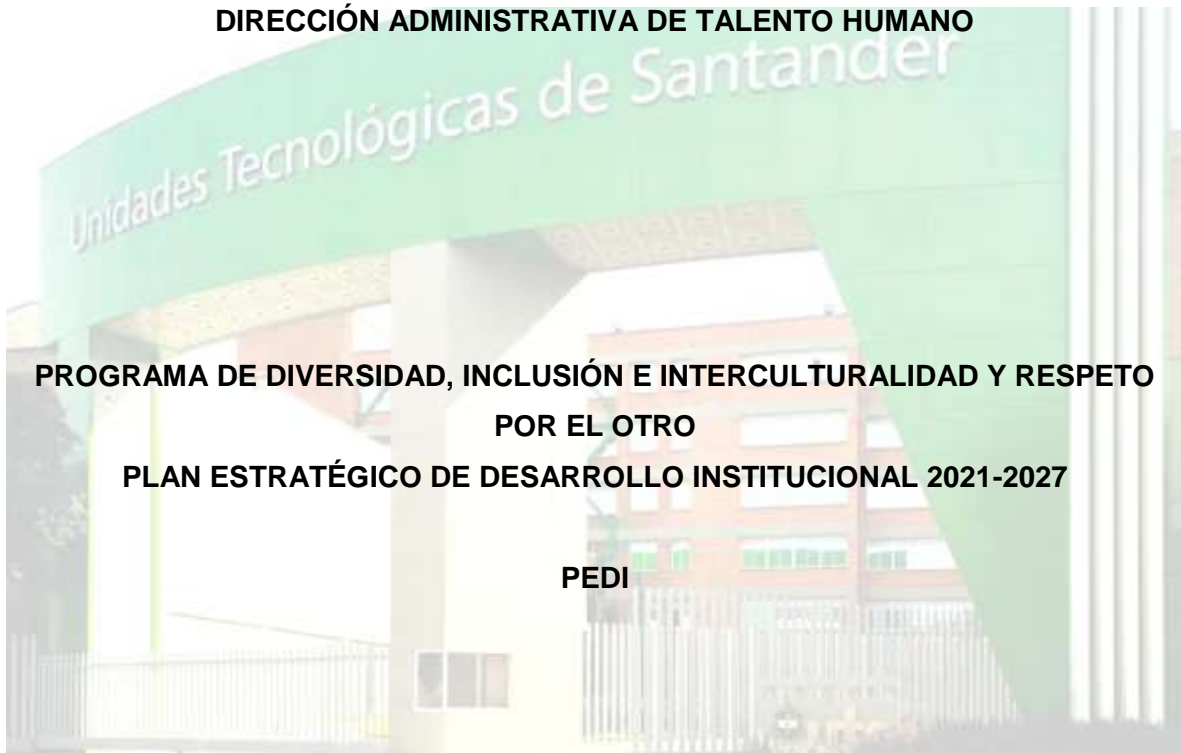 DIRECCIÓN ADMINISTRATIVA DE TALENTO HUMANO
Unidades Tecnológicas de Santander
PROGRAMA DE DIVERSIDAD, INCLUSIÓN E INTERCULTURALIDAD Y RESPETO
POR EL OTRO
PLAN ESTRATÉGICO DE DESARROLLO INSTITUCIONAL 2021-2027
PEDI